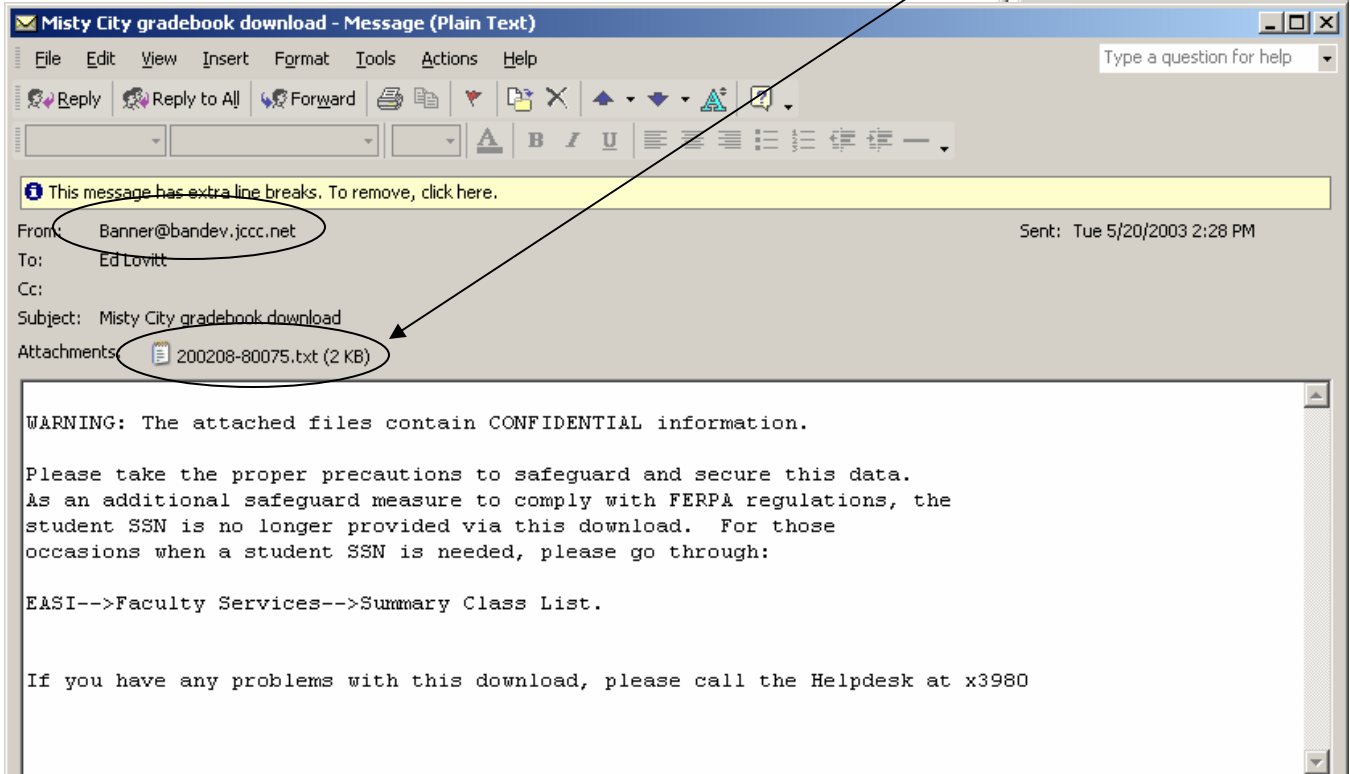 Misty City gradebook download - Message (Plain Text)
File Edit View Insert Format Tools Actions Help Type a question for help
Reply Reply to All Forward
A B I U
This message has extra line breaks. To remove, click here.
From: Banner@bandev.jccc.net Sent: Tue 5/20/2003 2:28 PM
To: Ed Lovitt
Cc:
Subject: Misty City gradebook download
Attachments: 200208-80075.txt (2 KB)
WARNING: The attached files contain CONFIDENTIAL information.
Please take the proper precautions to safeguard and secure this data.
As an additional safeguard measure to comply with FERPA regulations, the
student SSN is no longer provided via this download. For those
occasions when a student SSN is needed, please go through:
EASI-->Faculty Services-->Summary Class List.
If you have any problems with this download, please call the Helpdesk at x3980